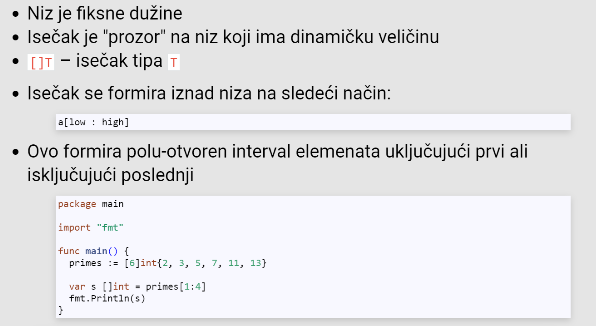 Niz je fiksne dužine
Isečak je "prozor" na niz koji ima dinamičku veličinu
[]T – isečak tipa T
Isečak se formira iznad niza na sledeći način:
a[low : high]
Ovo formira polu-otvoren interval elemenata uključujući prvi ali
isključujući poslednji
package main
import "fmt"
func main() {
primes := [6]int{2, 3, 5, 7, 11, 13}
var s []int = primes[1:4]
fmt.Println(s)
}